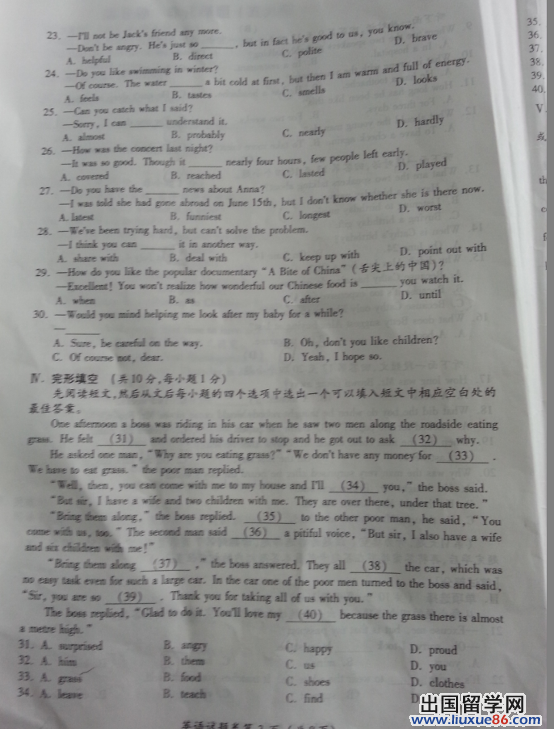 23. —I'll not be Jack's friend any more.
—Don't be angry. He's just so ______, but in fact he's good to us, you know.
A. helpful B. direct C. polite D. brave
24. —Do you like swimming in winter?
—Of course. The water ______ a bit cold at first, but then I am warm and full of energy.
A. feels B. tastes C. smells D. looks
25. —Can you catch what I said?
—Sorry, I can ______ understand it.
A. almost B. probably C. nearly D. hardly
26. —How was the concert last night?
—It was so good. Though it ______ nearly four hours, few people left early.
A. covered B. reached C. lasted D. played
27. —Do you have the ______ news about Anna?
—I was told she had gone abroad on June 15th, but I don't know whether she is there now.
A. latest B. funniest C. longest D. worst
28. —We've been trying hard, but can't solve the problem.
—I think you can ______ it in another way.
A. share with B. deal with C. keep up with D. point out with
29. —How do you like the popular documentary "A Bite of China"(舌尖上的中国)?
—Excellent! You won't realize how wonderful our Chinese food is ______ you watch it.
A. when B. as C. after D. until
30. —Would you mind helping me look after my baby for a while?
—______
A. Sure, be careful on the way. B. Oh, don't you like children?
C. Of course not, dear. D. Yeah, I hope so.
Ⅳ. 完形填空 (共10分,每小题1分)
先阅读短文,然后从文后每小题的四个选项中选出一个可以填入短文中相应空白处的
最佳答案。
One afternoon a boss was riding in his car when he saw two men along the roadside eating
grass. He felt (31) and ordered his driver to stop and he got out to ask (32) why.
He asked one man, "Why are you eating grass?" "We don't have any money for (33) .
We have to eat grass." the poor man replied.
"Well, then, you can come with me to my house and I'll (34) you," the boss said.
"But sir, I have a wife and two children with me. They are over there, under that tree."
"Bring them along," the boss replied. (35) to the other poor man, he said, "You
come with us, too." The second man said (36) a pitiful voice, "But sir, I also have a wife
and six children with me!"
"Bring them along (37) ," the boss answered. They all (38) the car, which was
no easy task even for such a large car. In the car one of the poor men turned to the boss and said,
"Sir, you are so (39) . Thank you for taking all of us with you."
The boss replied, "Glad to do it. You'll love my (40) because the grass there is almost
a metre high."
31. A. surprised B. angry C. happy D. proud
32. A. him B. them C. us D. you
33. A. grass B. food C. shoes D. clothes
34. A. leave B. teach C. find D
35.
36.
37.
38.
39.
40.
V
出国留学网
www.liuxue86.com